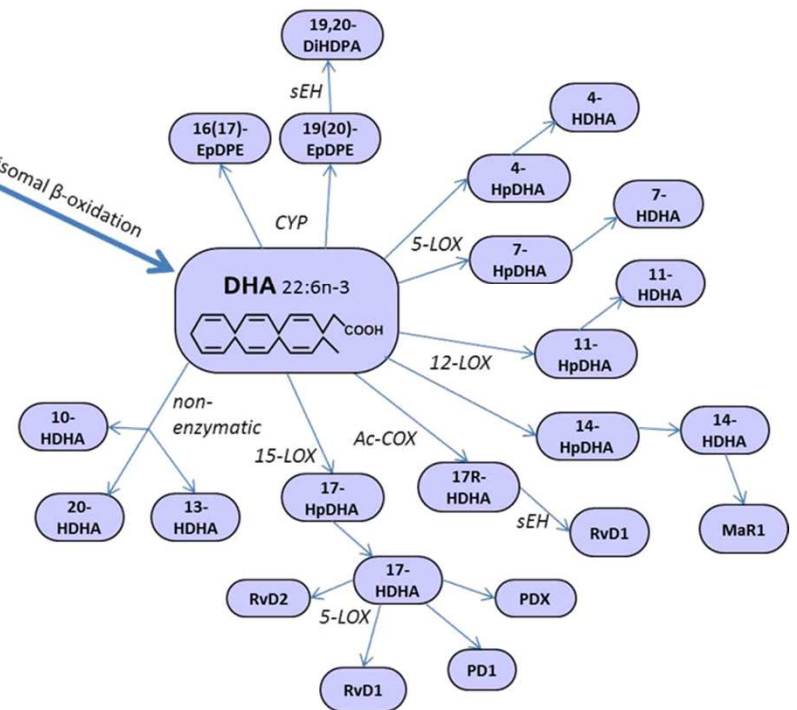 19,20-
DiHDPA
sEH
16(17)-
EpDPE
19(20)-
EpDPE
4-
HDHA
4-
HpDHA
7-
HDHA
β-oxidation
CYP
5-LOX
7-
HpDHA
11-
HDHA
DHA 22:6n-3
COOH
12-LOX
11-
HpDHA
non-
enzymatic
10-
HDHA
20-
HDHA
13-
HDHA
15-LOX
Ac-COX
17-
HpDHA
17R-
HDHA
14-
HpDHA
14-
HDHA
sEH
RvD1
MaR1
17-
HDHA
RvD2
5-LOX
PDX
RvD1
PD1